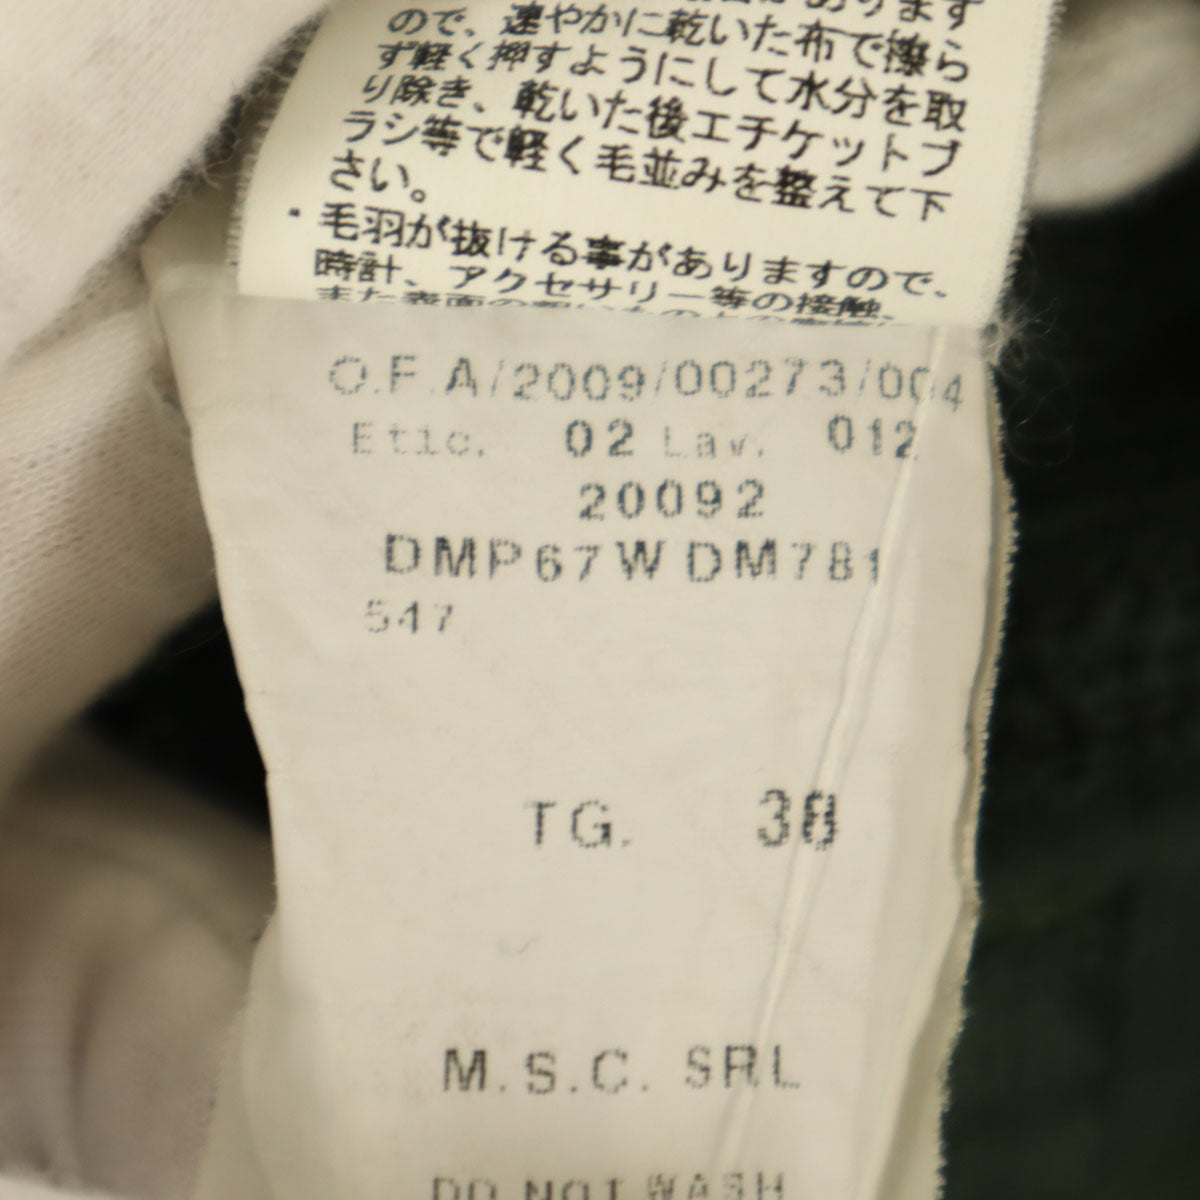 ので、速やかに乾いた布で擦ら
ず軽く押すようにして水分を取
り除き、乾いた後エチケットブ
ラシ等で軽く毛並みを整えて下
さい。
・毛羽が抜ける事がありますので、
時計、アクセサリー等の接触、
O.F.A/2009/00273/004
Etic. 02 Lav. 012
20092
DMP67W DM781
547
TG. 38
M.S.C. SRL
DO NOT WASH